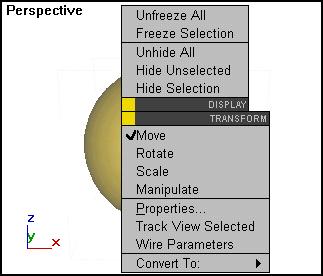 Perspective
Unfreeze All
Freeze Selection
Unhide All
Hide Unselected
Hide Selection
DISPLAY
TRANSFORM
Move
Rotate
Scale
Manipulate
Properties...
Track View Selected
Wire Parameters
Convert To:
z
y
x